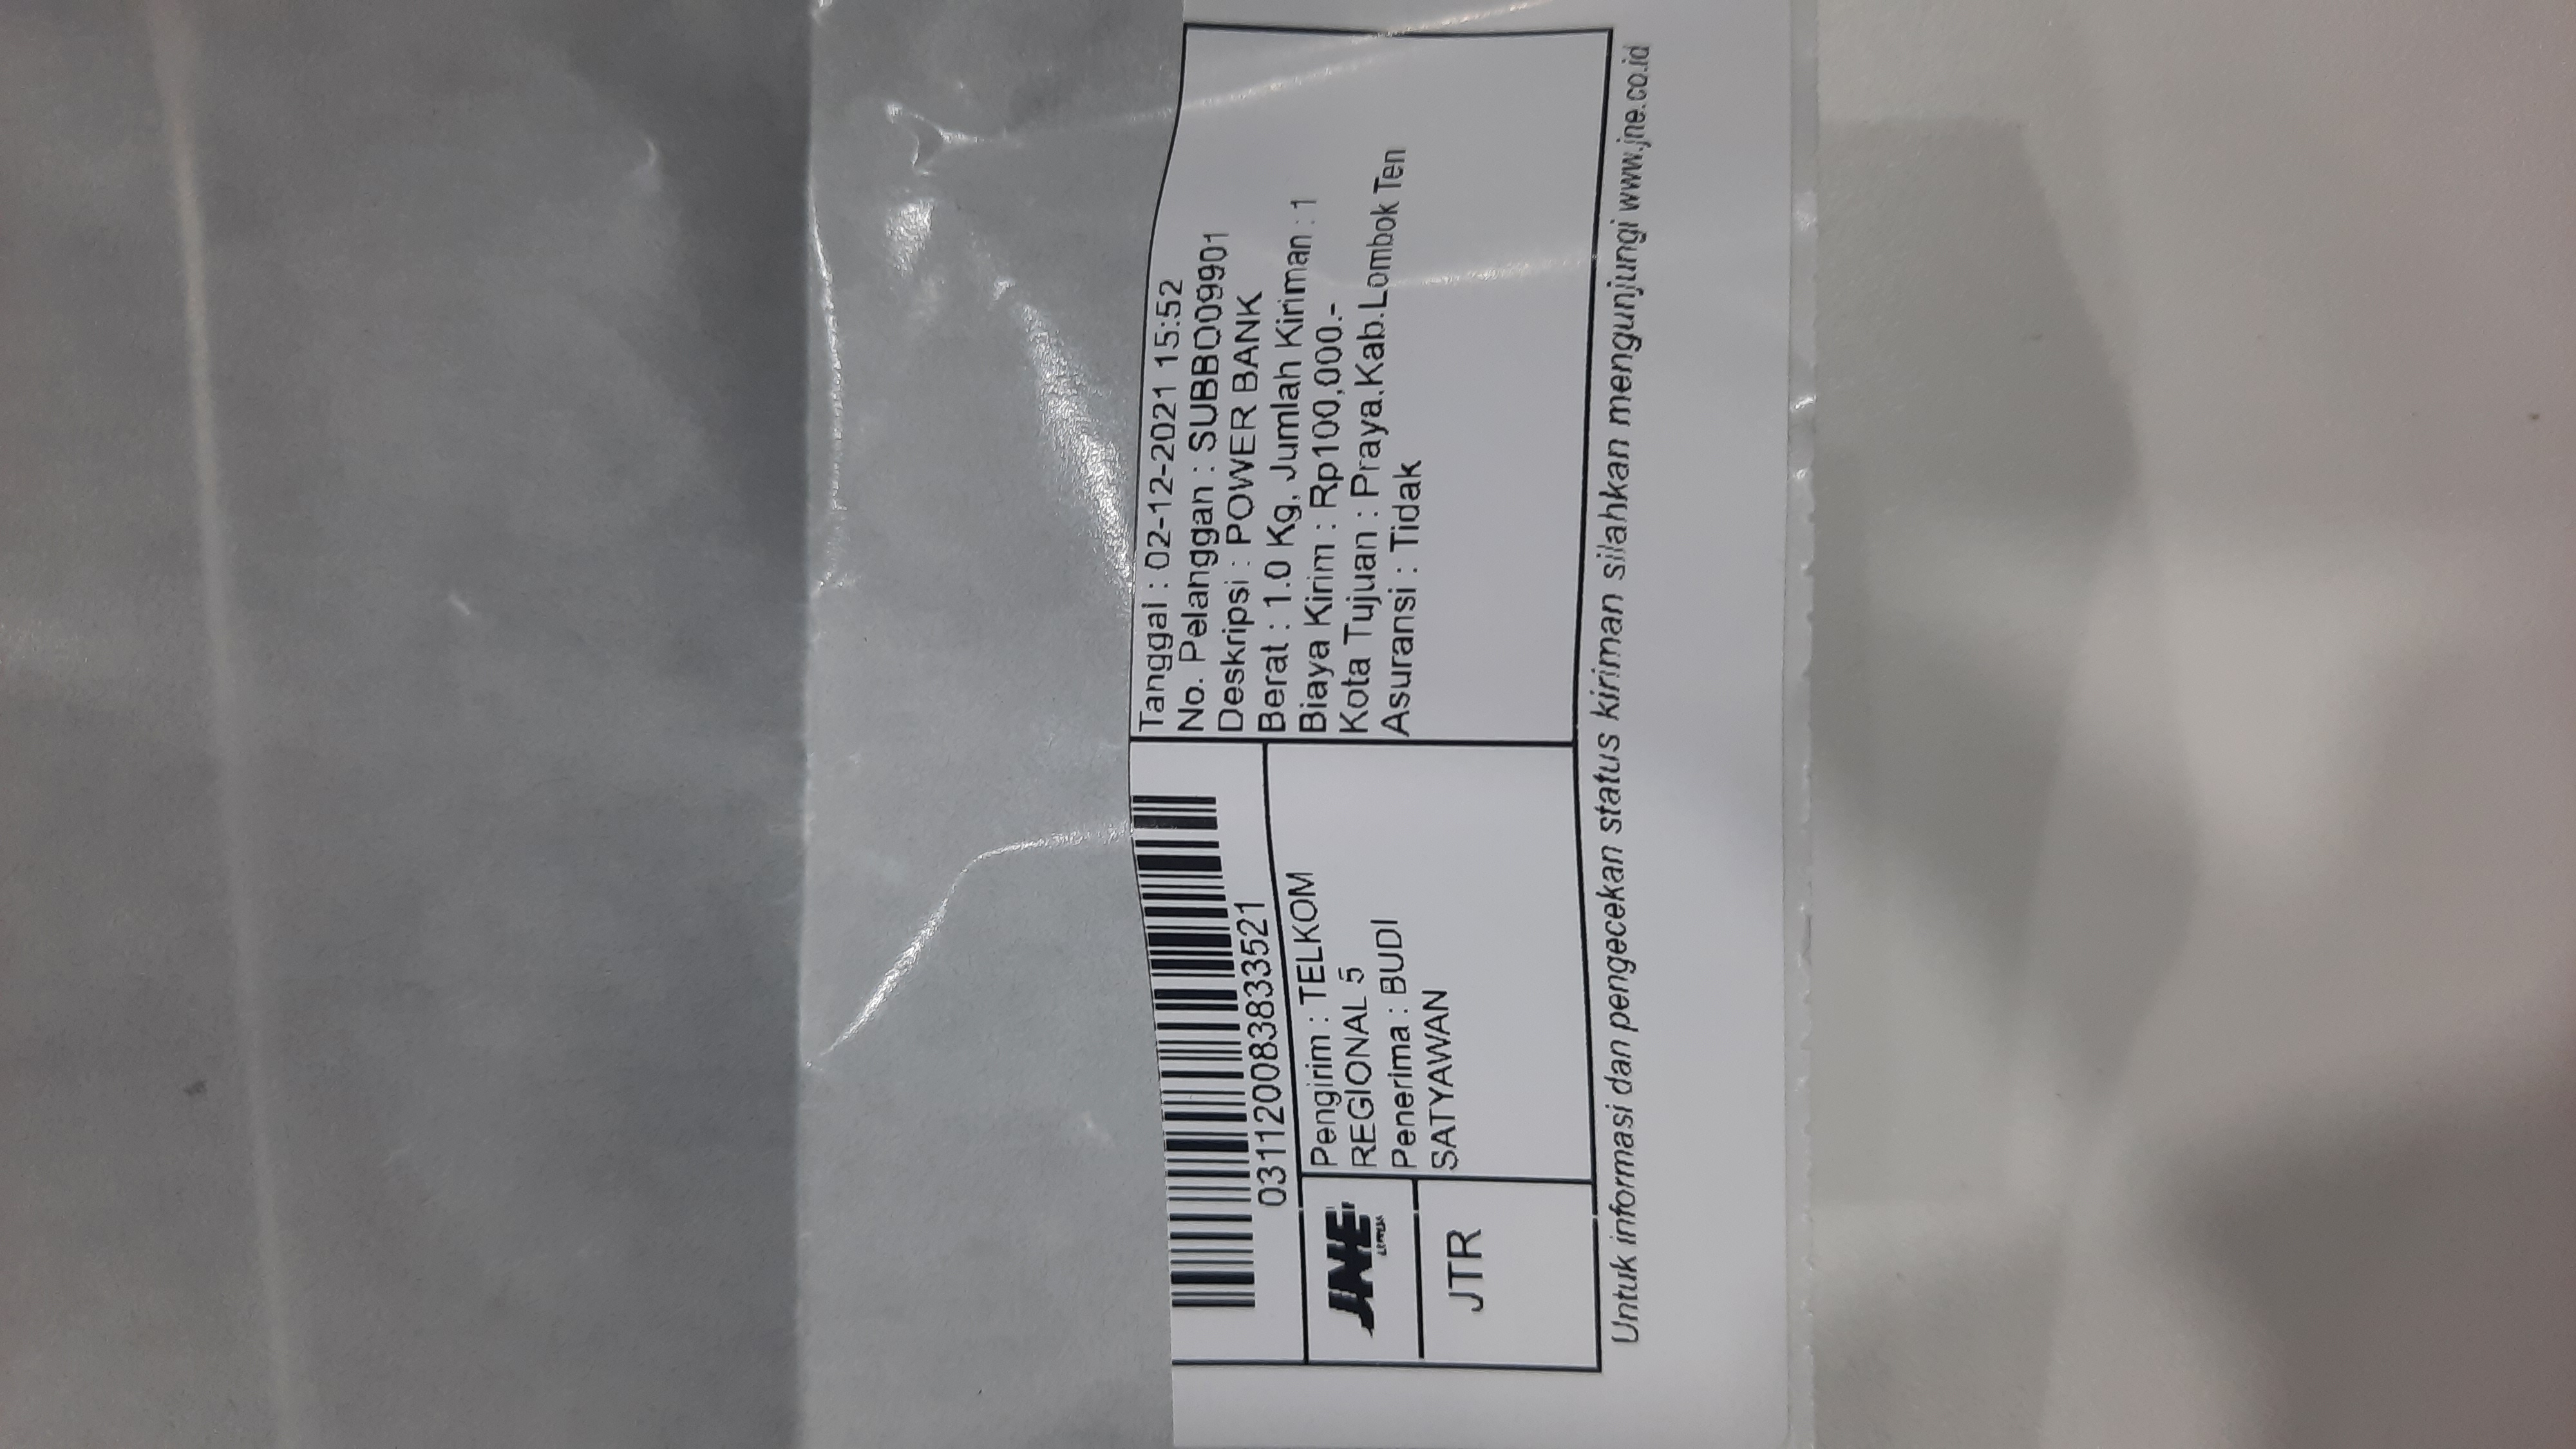 031120083833521
JNE
EXPRESS
JTR
Pengirim : TELKOM
REGIONAL 5
Penerima : BUDI
SATYAWAN
Tanggal : 02-12-2021 15:52
No. Pelanggan : SUBBO09901
Deskripsi : POWER BANK
Berat : 1.0 Kg, Jumlah Kiriman : 1
Biaya Kirim : Rp100,000.-
Kota Tujuan : Praya.Kab.Lombok Ten
Asuransi : Tidak
Untuk informasi dan pengecekan status kiriman silahkan mengunjungi www.jne.co.id